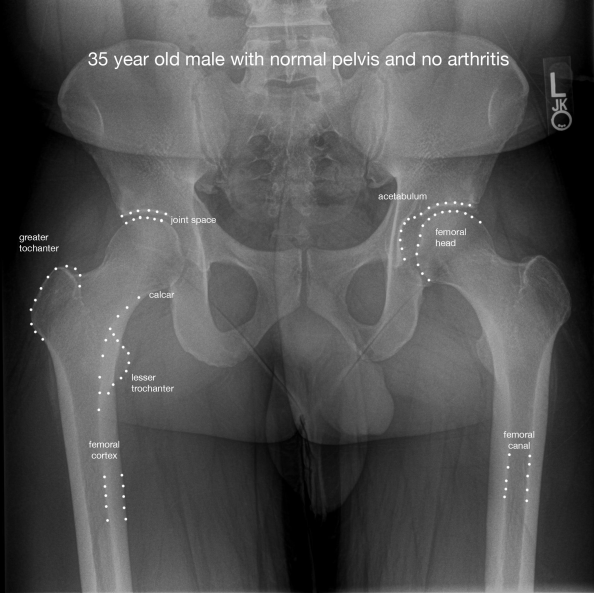 35 year old male with normal pelvis and no arthritis
L
JK
acetabulum
joint space
greater
tochanter
femoral
head
calcar
lesser
trochanter
femoral
cortex
femoral
canal